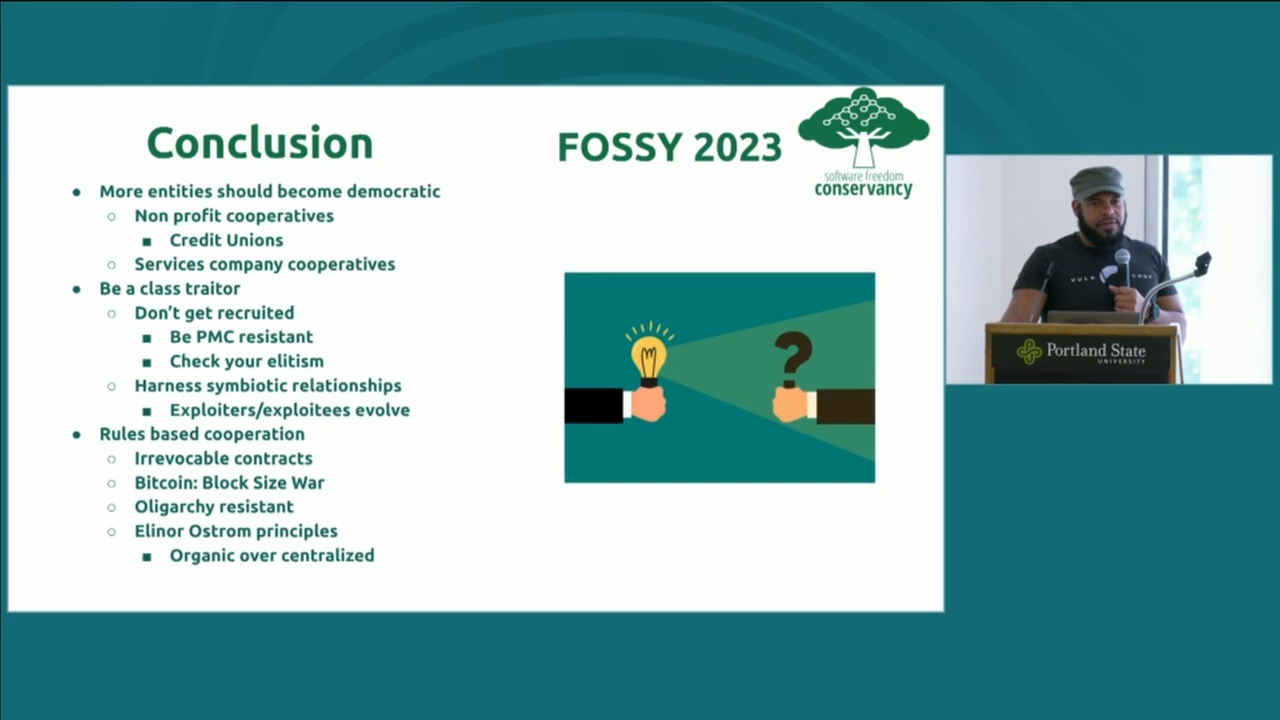 Conclusion
FOSSY 2023
software freedom
conservancy
More entities should become democratic
Non profit cooperatives
Credit Unions
Services company cooperatives
Be a class traitor
Don't get recruited
Be PMC resistant
Check your elitism
Harness symbiotic relationships
Exploiters/exploitees evolve
Rules based cooperation
Irrevocable contracts
Bitcoin: Block Size War
Oligarchy resistant
Elinor Ostrom principles
Organic over centralized
Portland State
UNIVERSITY